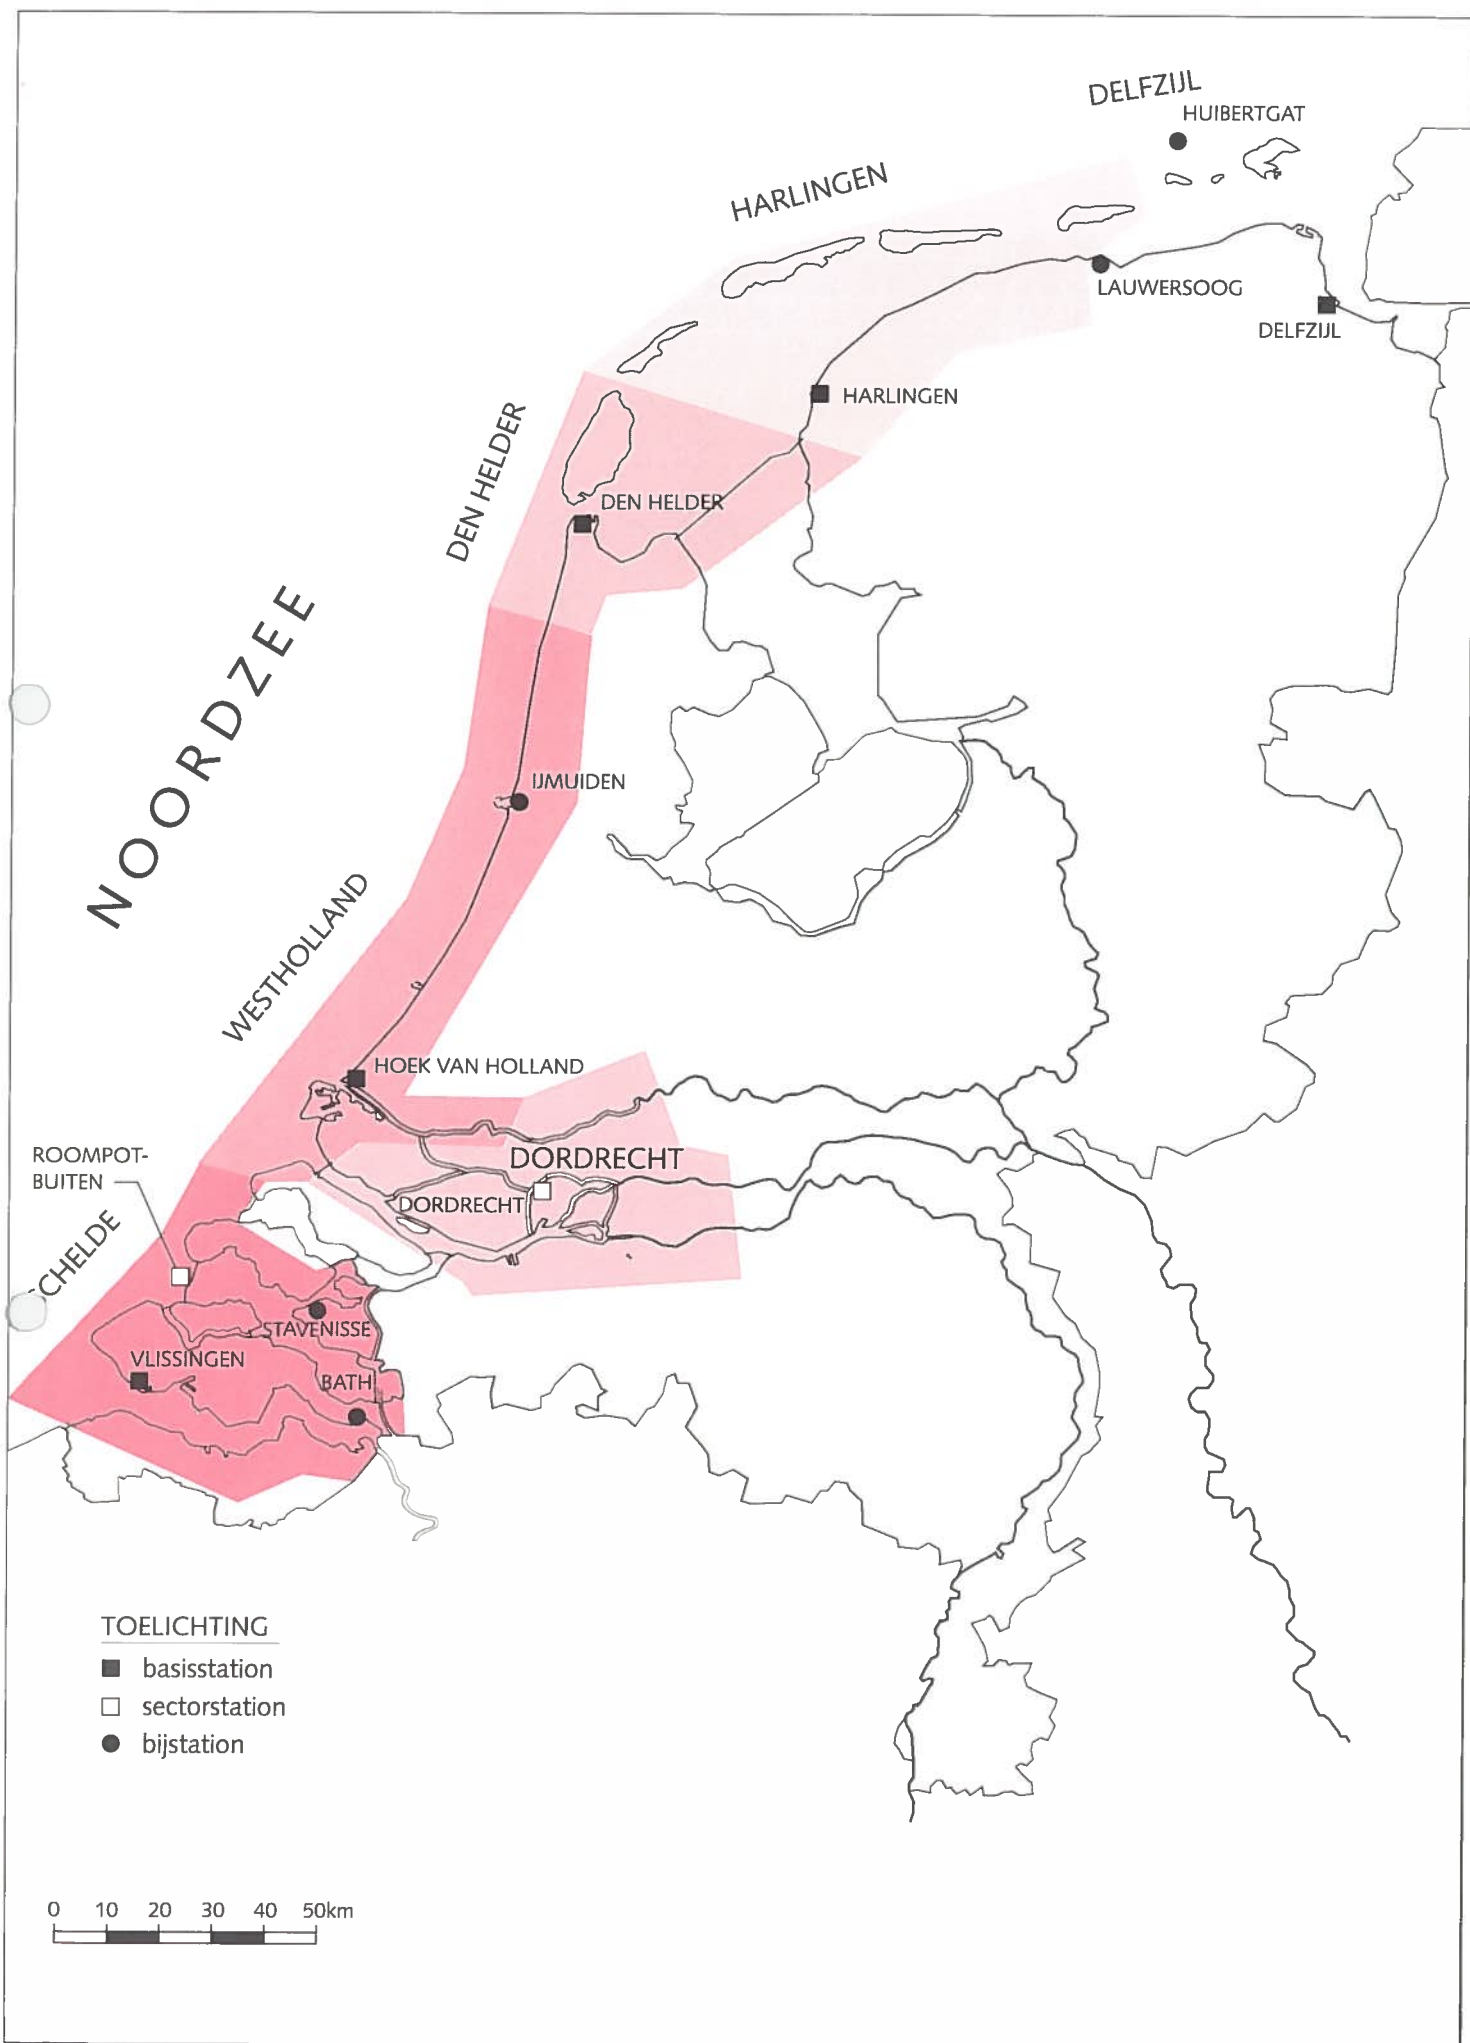 DELFZIJL
HUIBERTGAT
HARLINGEN
LAUWERSOOG
DELFZIJL
HARLINGEN
DEN HELDER
DEN HELDER
NOORDZEE
IJMUIDEN
WESTHOLLAND
HOEK VAN HOLLAND
ROOMPOT-
BUITEN
DORDRECHT
DORDRECHT
CHELDE
STAVENISSE
VLISSINGEN
BATH
TOELICHTING
basisstation
sectorstation
bijstation
0 10 20 30 40 50km